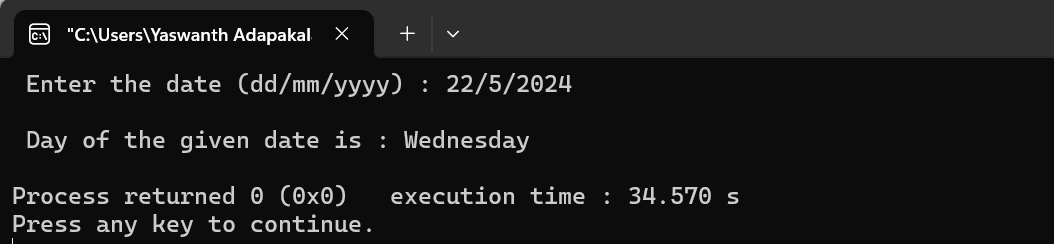 "C:\Users\Yaswanth Adapakal
Enter the date (dd/mm/yyyy) : 22/5/2024
Day of the given date is : Wednesday
Process returned 0 (0x0)   execution time : 34.570 s
Press any key to continue.